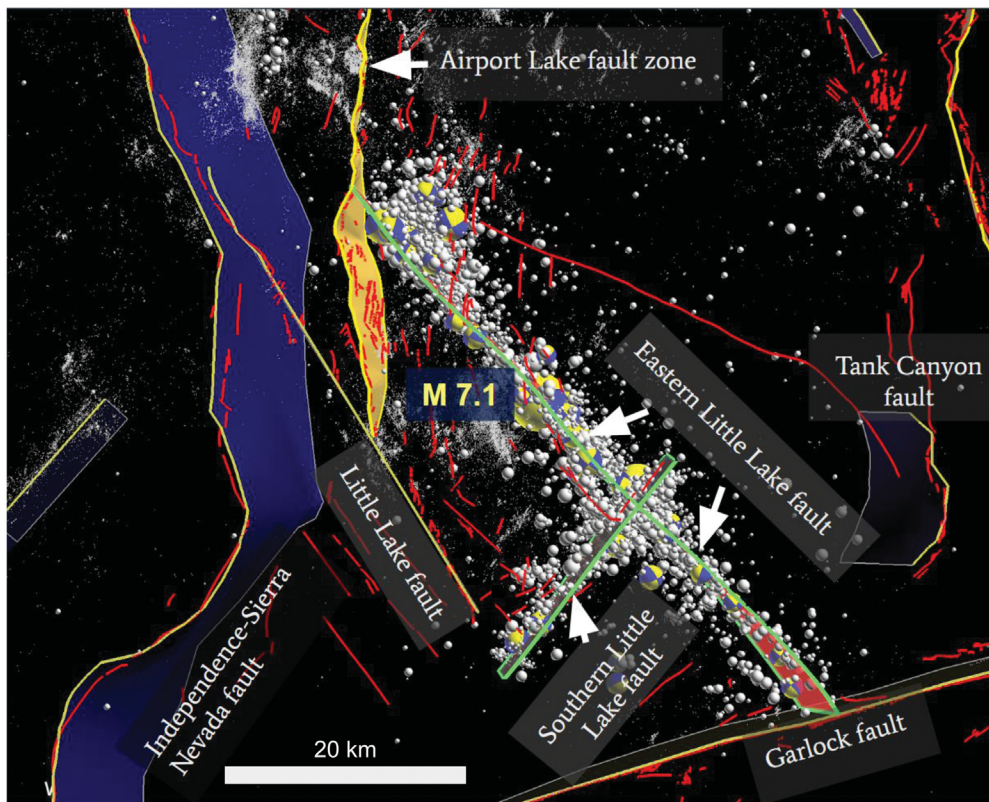 Airport Lake fault zone
M 7.1
Eastern Little Lake fault
Tank Canyon
fault
Little Lake fault
Independence-Sierra
Nevada fault
Southern Little
Lake fault
Garlock fault
20 km